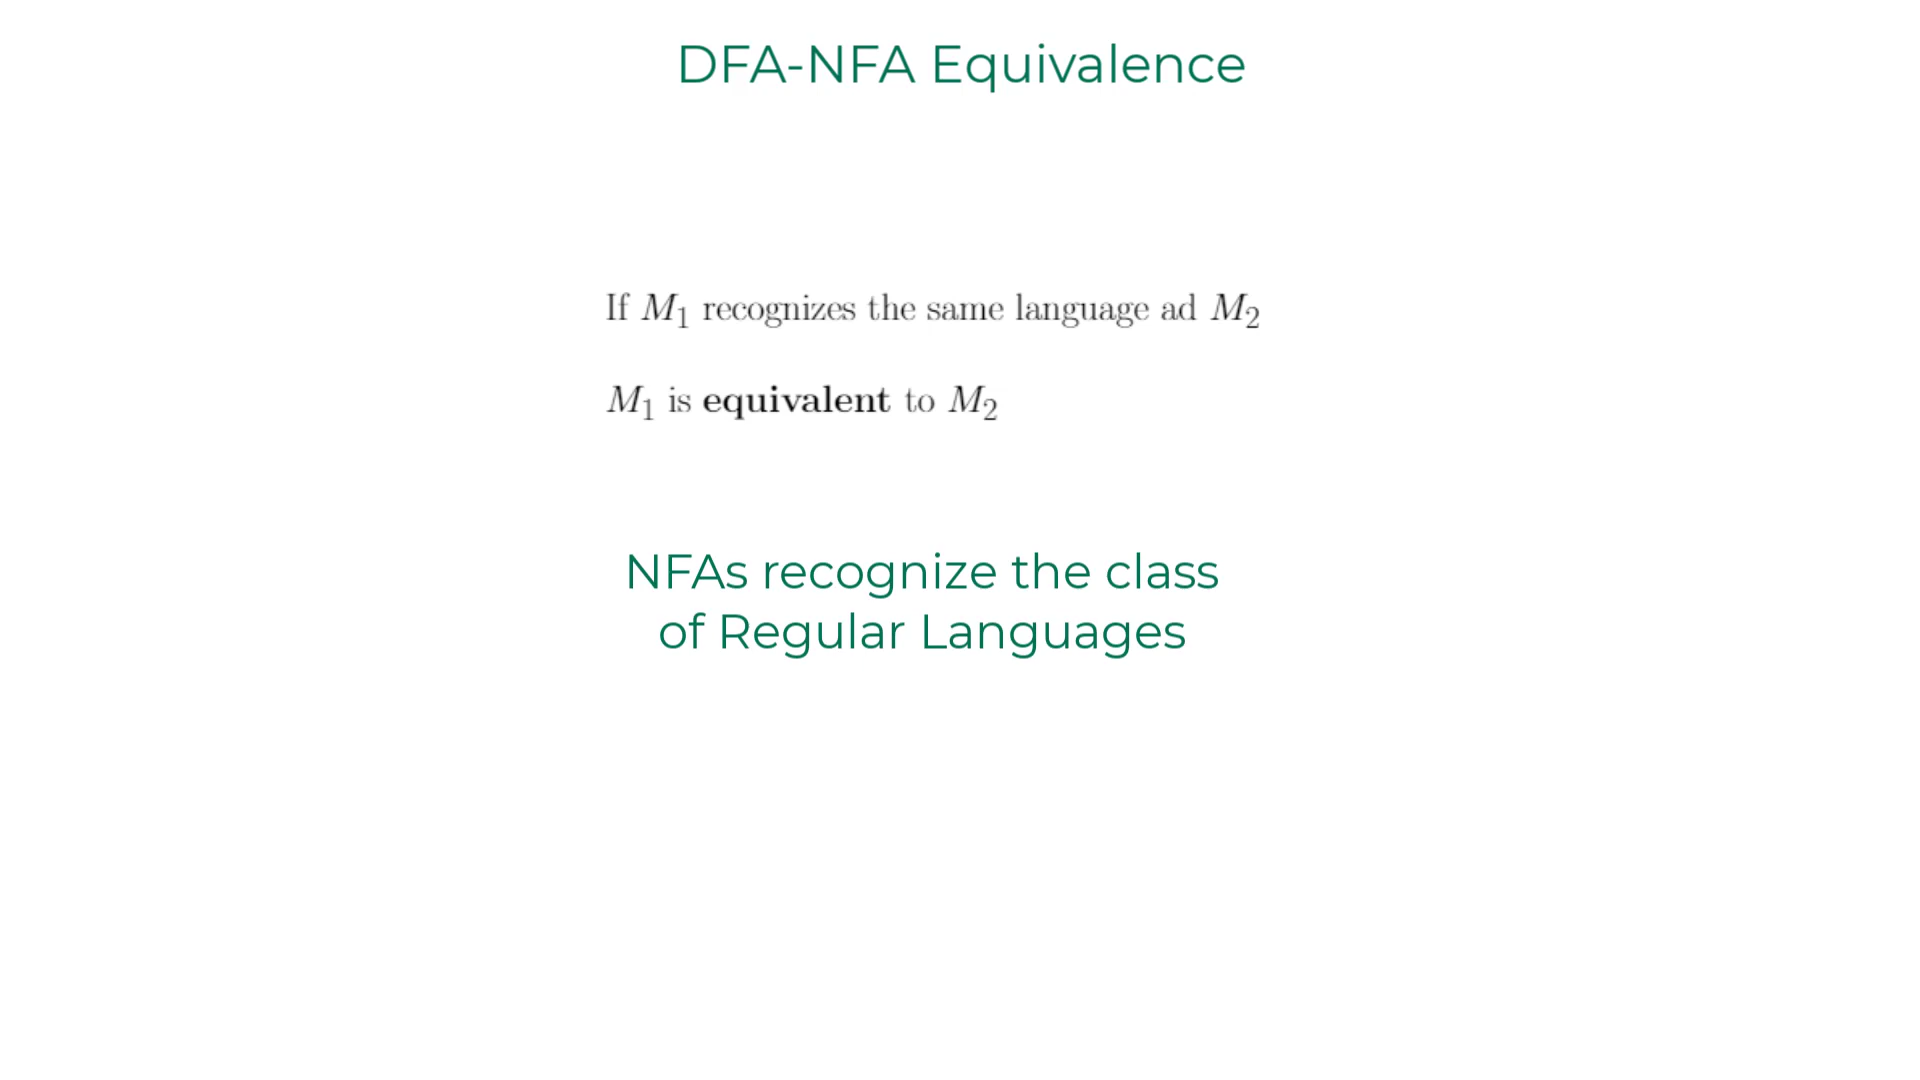 DFA-NFA Equivalence
If M₁ recognizes the same language ad M₂
M₁ is equivalent to M₂
NFAs recognize the class
of Regular Languages